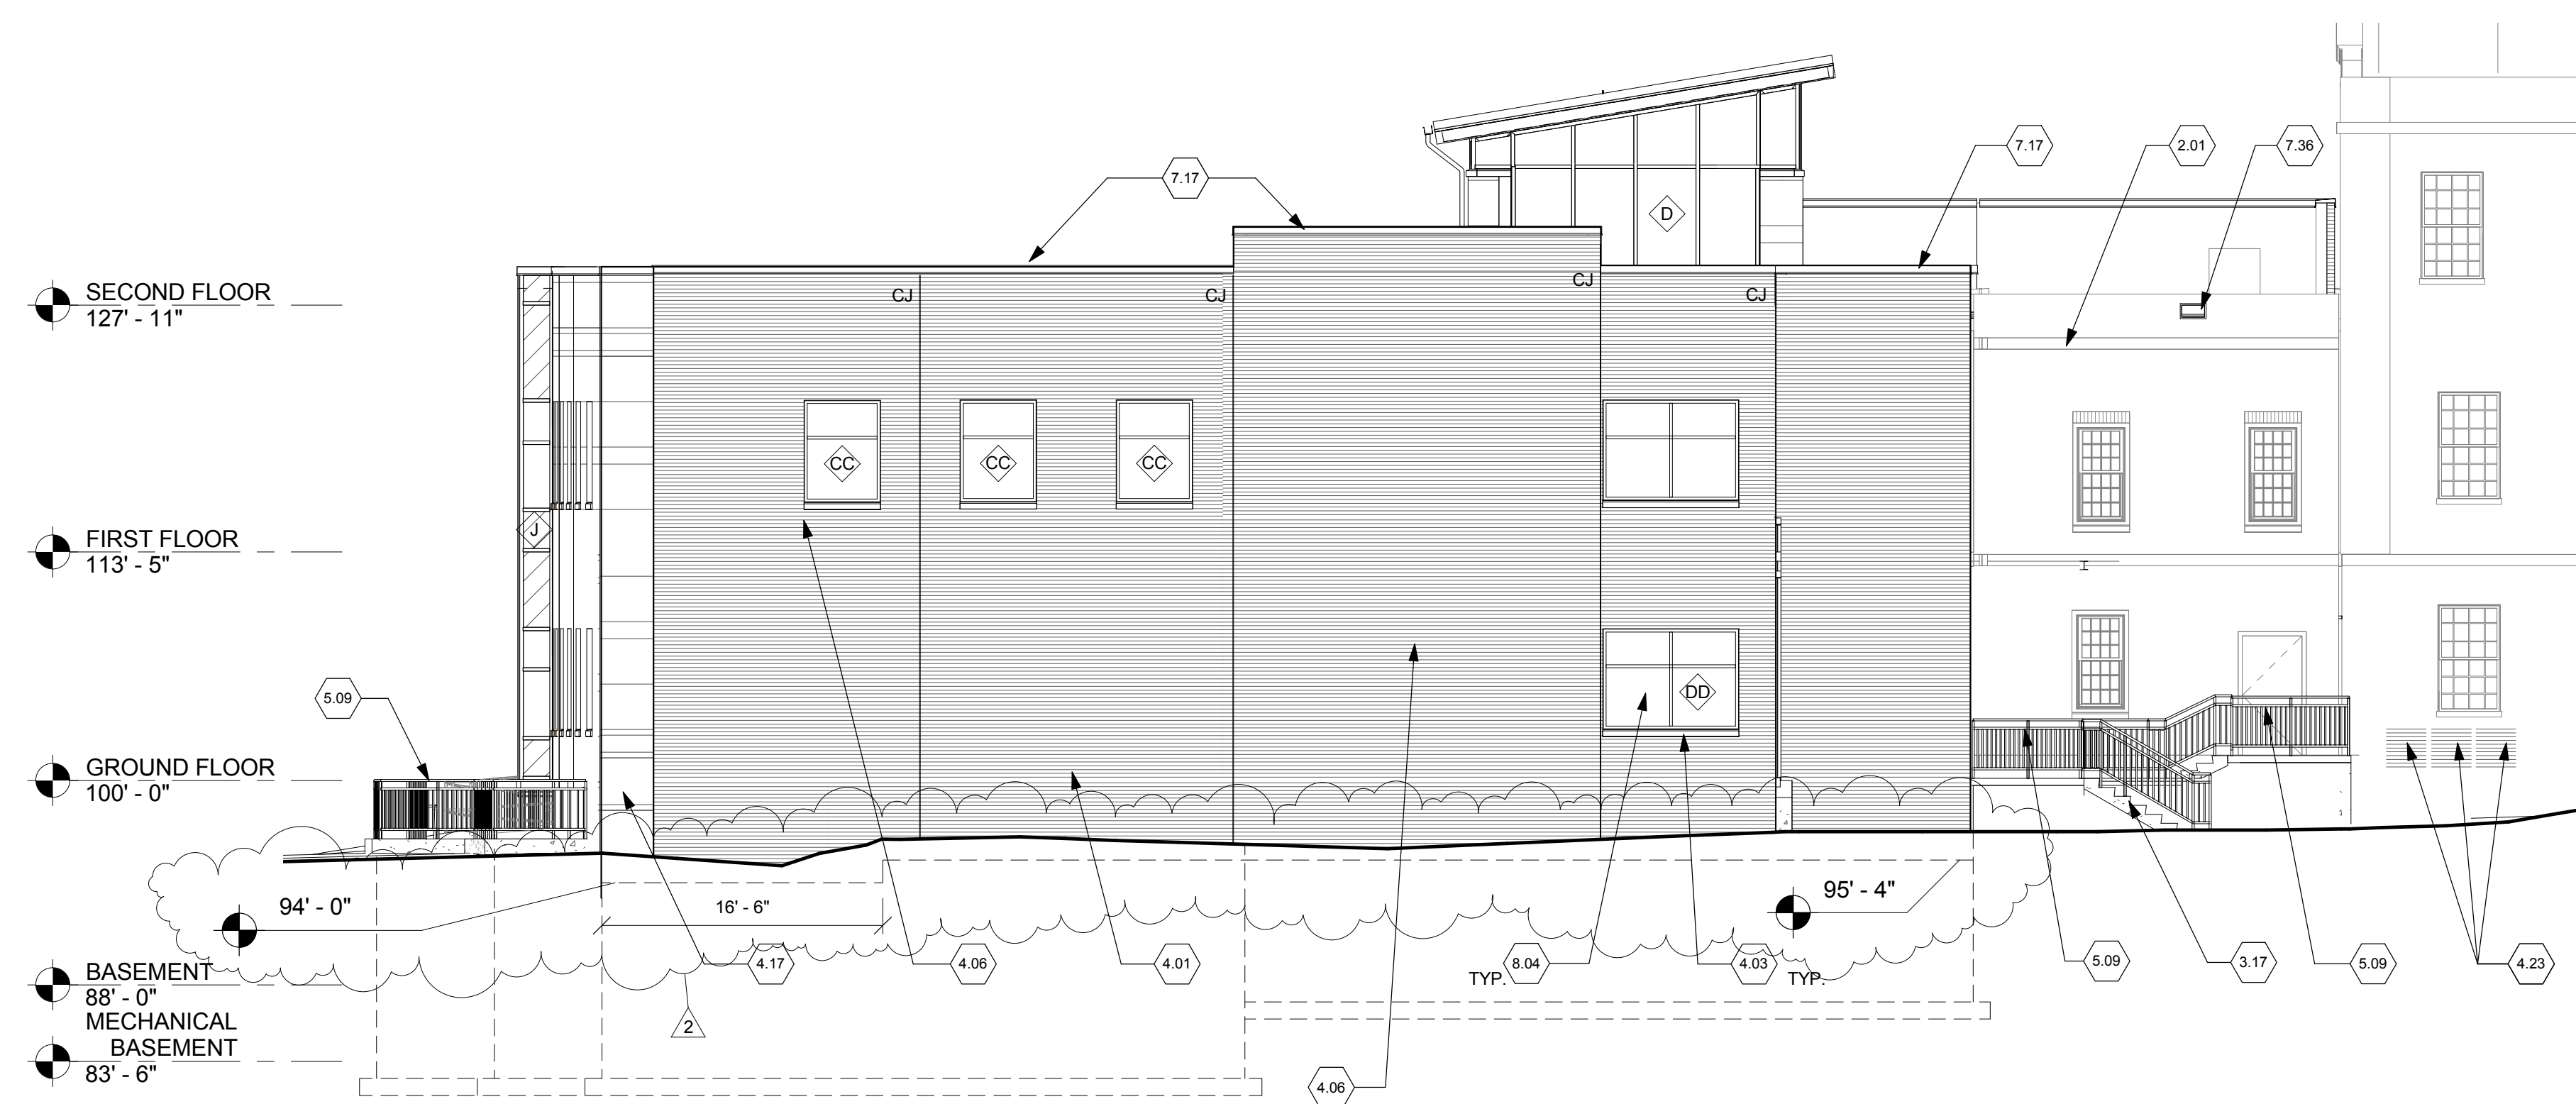 7.17
7.17
2.01
7.36
D
SECOND FLOOR
127' - 11"
CJ
CJ
CJ
CJ
CC
CC
CC
J
FIRST FLOOR
113' - 5"
5.09
DD
GROUND FLOOR
100' - 0"
94' - 0"
16' - 6"
95' - 4"
BASEMENT
88' - 0"
MECHANICAL
BASEMENT
83' - 6"
4.17
4.06
4.01
TYP.
8.04
4.03
TYP.
5.09
3.17
5.09
4.23
2
4.06